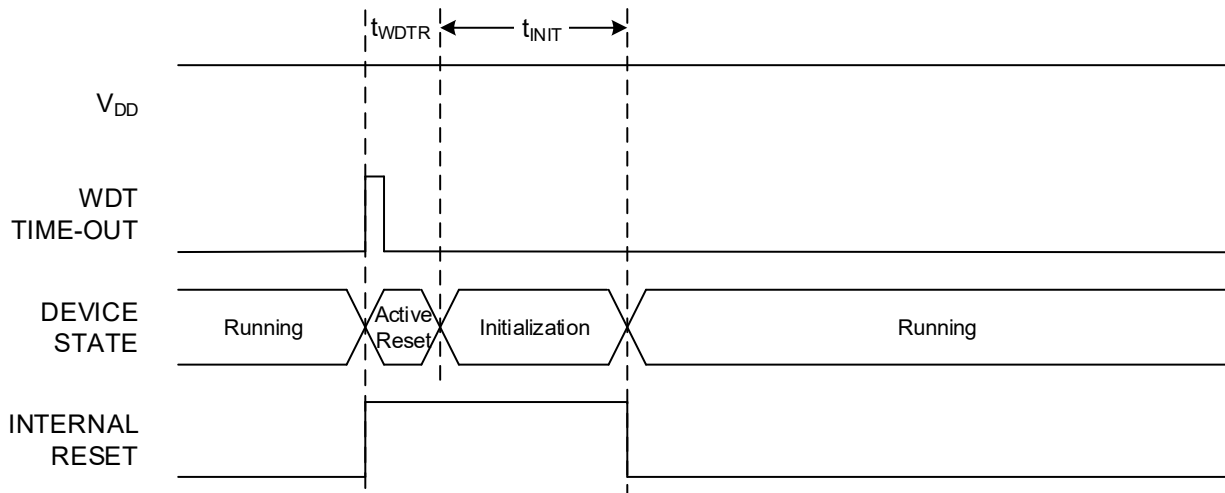 tWDTR
tINIT
VDD
WDT
TIME-OUT
DEVICE
STATE
Running
Active
Reset
Initialization
Running
INTERNAL
RESET